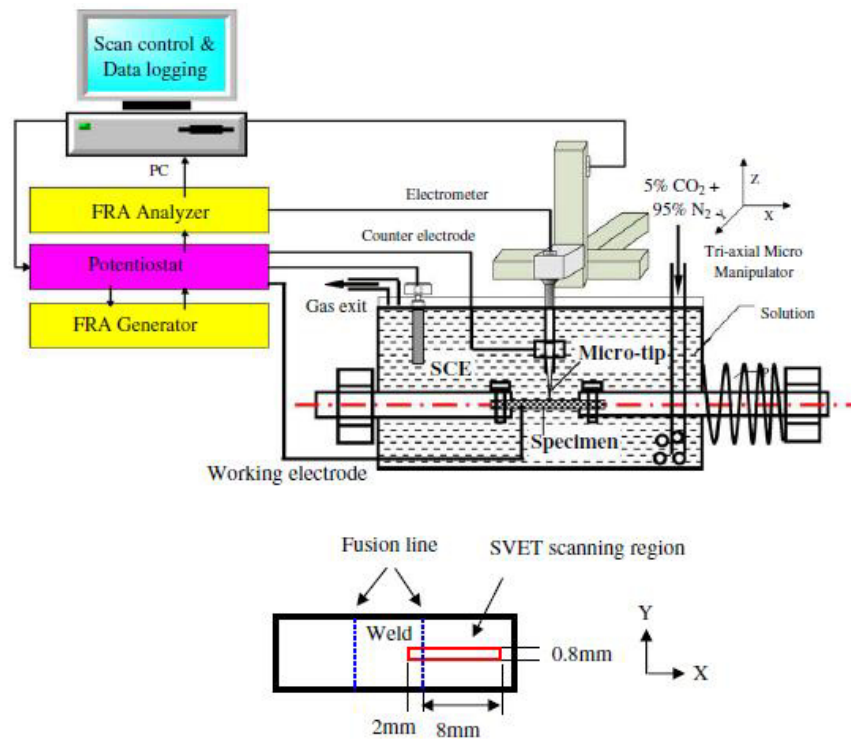 Scan control &
Data logging
PC
FRA Analyzer
Potentiostat
FRA Generator
Electrometer
Counter electrode
Gas exit
5% CO₂ +
95% N₂
Z
X
Tri-axial Micro
Manipulator
Solution
SCE
Micro-tip
Specimen
Working electrode
Fusion line
SVET scanning region
Weld
0.8mm
2mm
8mm
Y
X